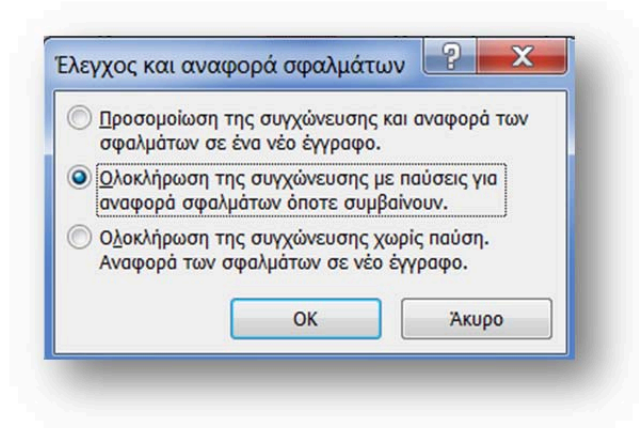 Έλεγχος και αναφορά σφαλμάτων
Προσομοίωση της συγχώνευσης και αναφορά των
σφαλμάτων σε ένα νέο έγγραφο.
Ολοκλήρωση της συγχώνευσης με παύσεις για
αναφορά σφαλμάτων όποτε συμβαίνουν.
Ολοκλήρωση της συγχώνευσης χωρίς παύση.
Αναφορά των σφαλμάτων σε νέο έγγραφο.
OK
Άκυρο